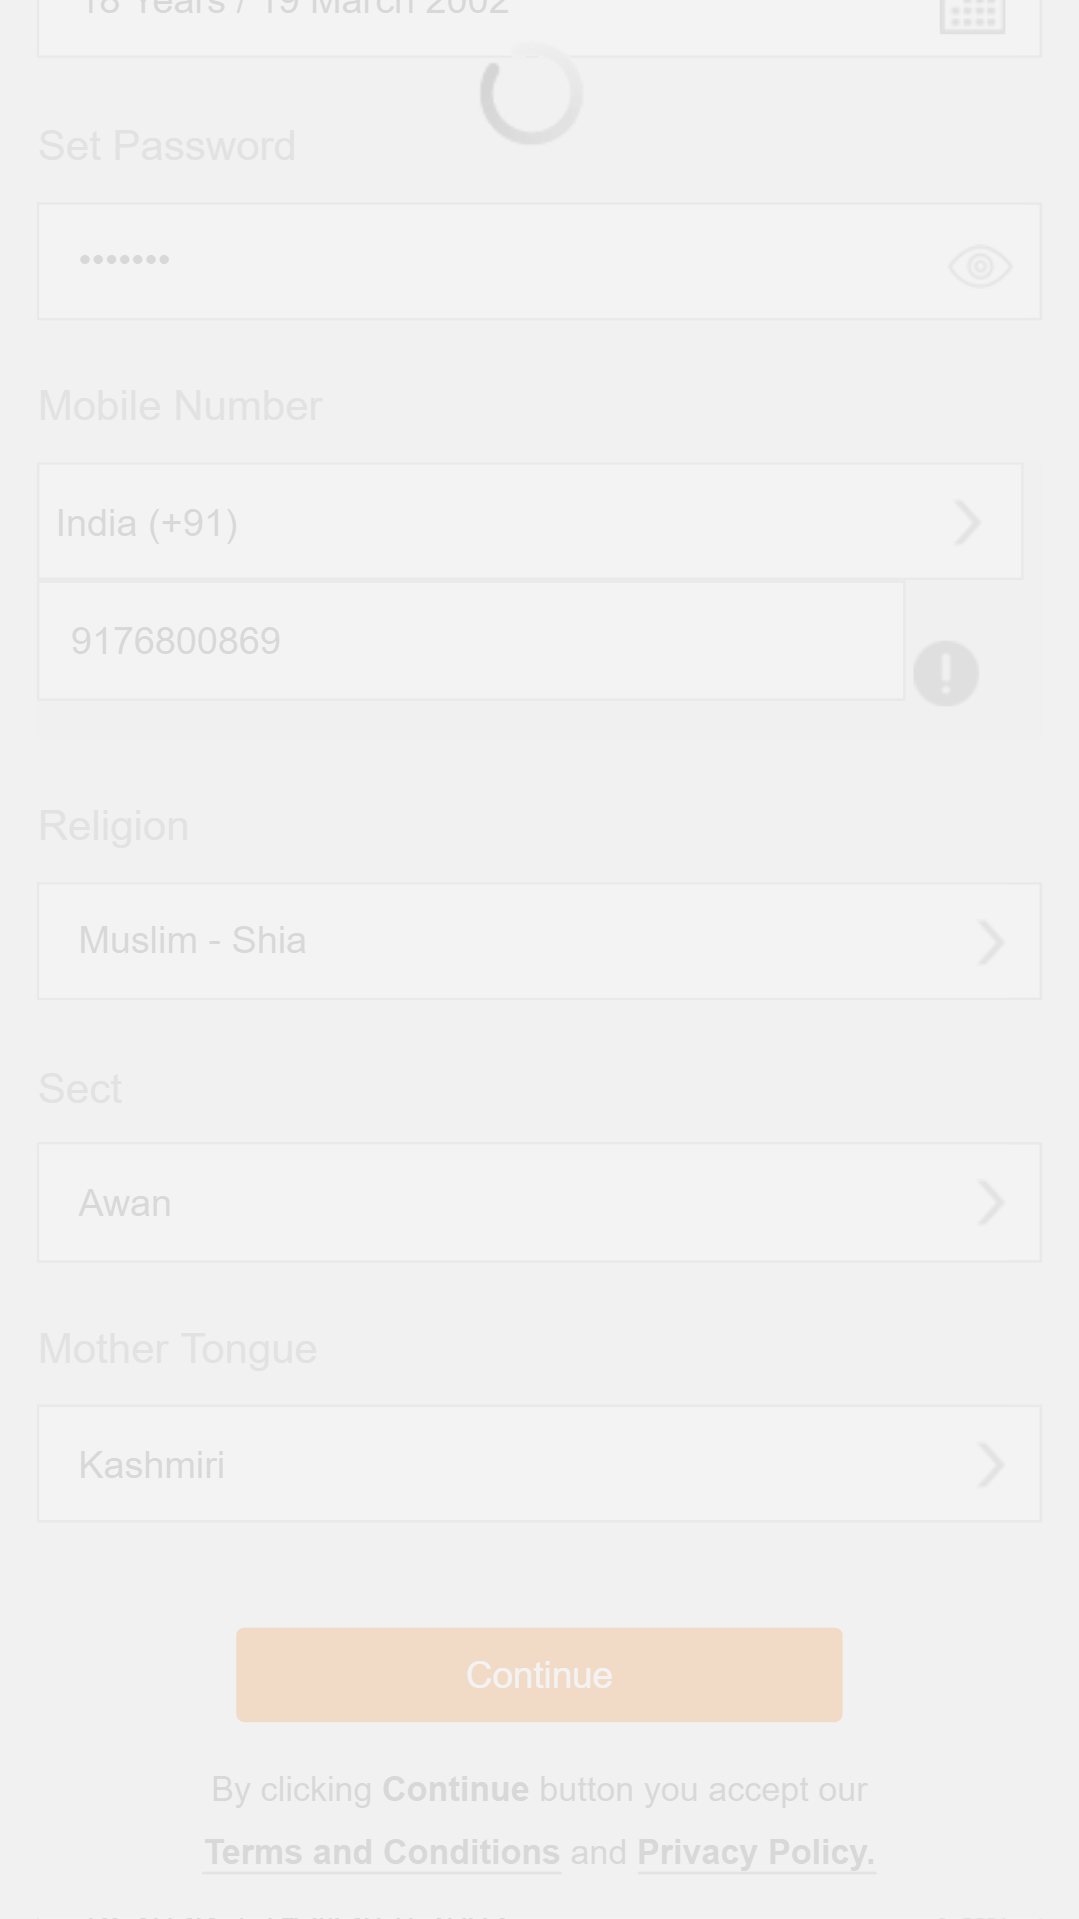 18 Years / 19 March 2002
Set Password
•••••••
Mobile Number
India (+91)
9176800869
Religion
Muslim - Shia
Sect
Awan
Mother Tongue
Kashmiri
Continue
By clicking Continue button you accept our
Terms and Conditions and Privacy Policy.